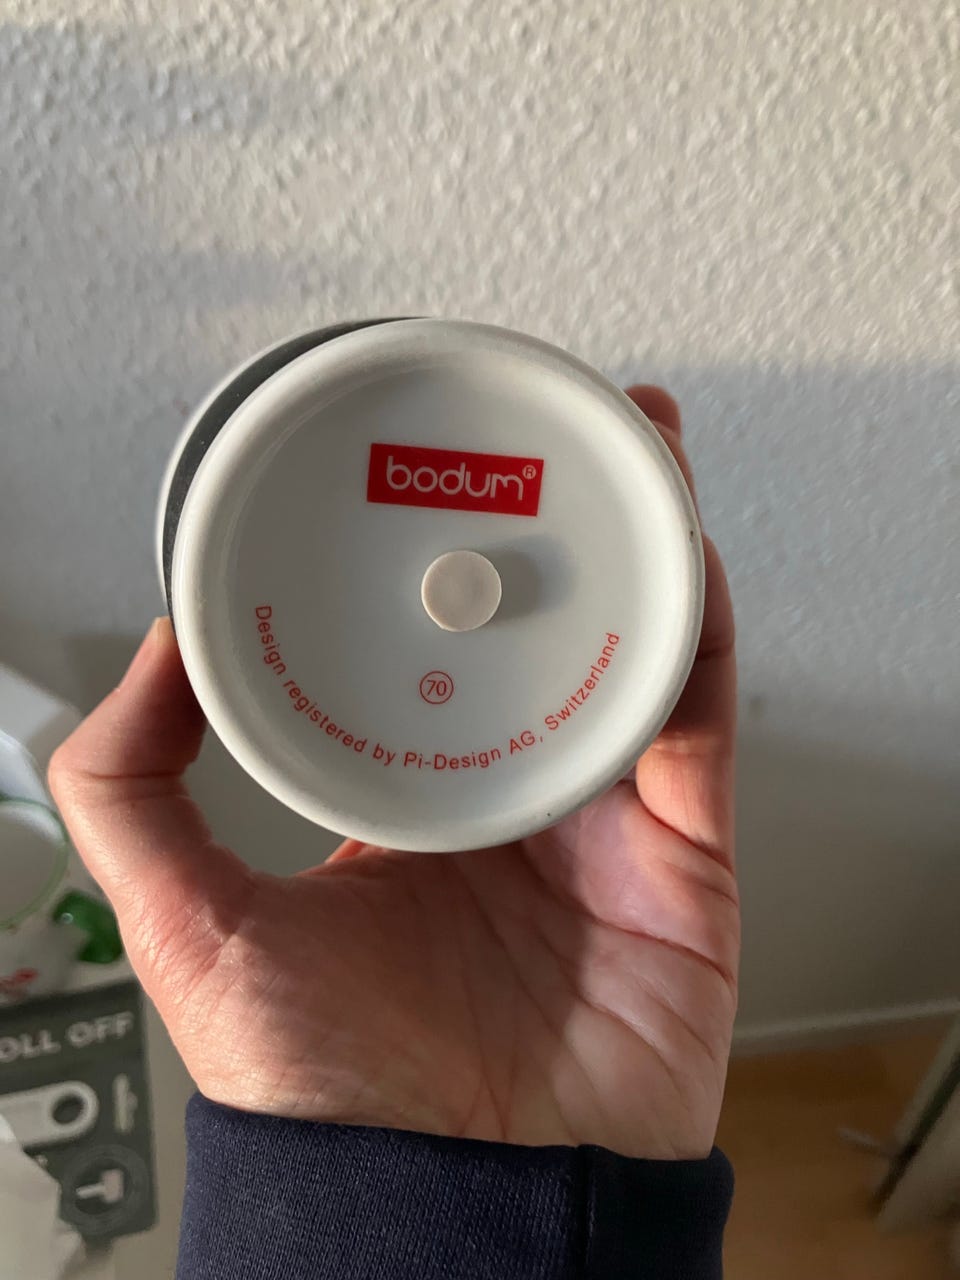 bodum®
70
Design registered by Pi-Design AG, Switzerland
OLL OFF